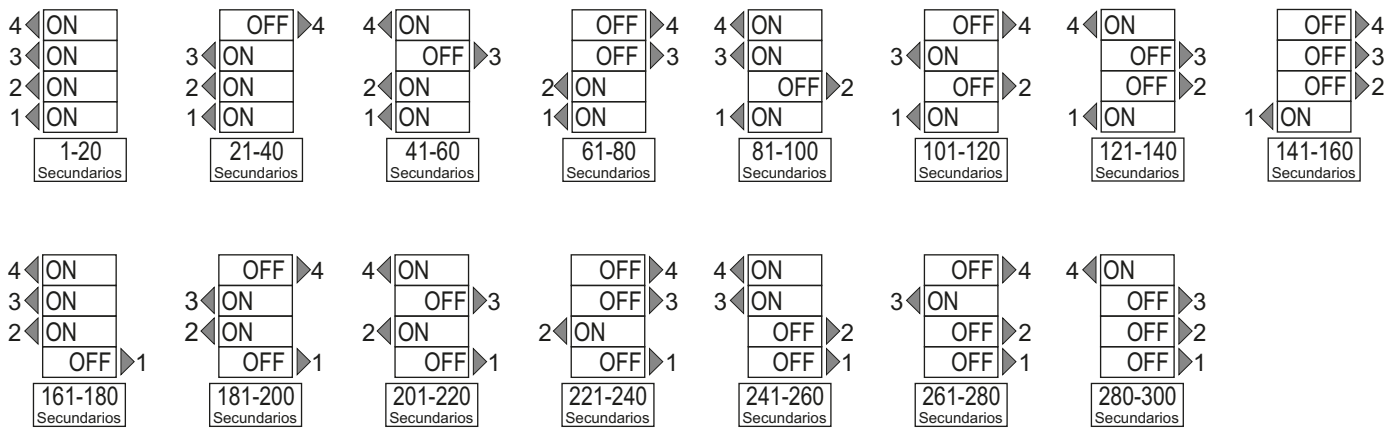 4 ON OFF 4 4 ON OFF 4 4 ON OFF 4 4 ON OFF 4
3 ON 3 ON OFF 3 OFF 3 3 ON 3 ON OFF 3 OFF 3
2 ON 2 ON 2 ON 2 ON OFF 2 OFF 2 OFF 2 OFF 2
1 ON 1 ON 1 ON 1 ON 1 ON 1 ON 1 ON 1 ON
1-20 21-40 41-60 61-80 81-100 101-120 121-140 141-160
Secundarios Secundarios Secundarios Secundarios Secundarios Secundarios Secundarios Secundarios
4 ON OFF 4 4 ON OFF 4 4 ON OFF 4 4 ON
3 ON 3 ON OFF 3 OFF 3 3 ON 3 ON OFF 3
2 ON 2 ON 2 ON 2 ON OFF 2 OFF 2 OFF 2
OFF 1 OFF 1 OFF 1 OFF 1 OFF 1 OFF 1 OFF 1
161-180 181-200 201-220 221-240 241-260 261-280 280-300
Secundarios Secundarios Secundarios Secundarios Secundarios Secundarios Secundarios